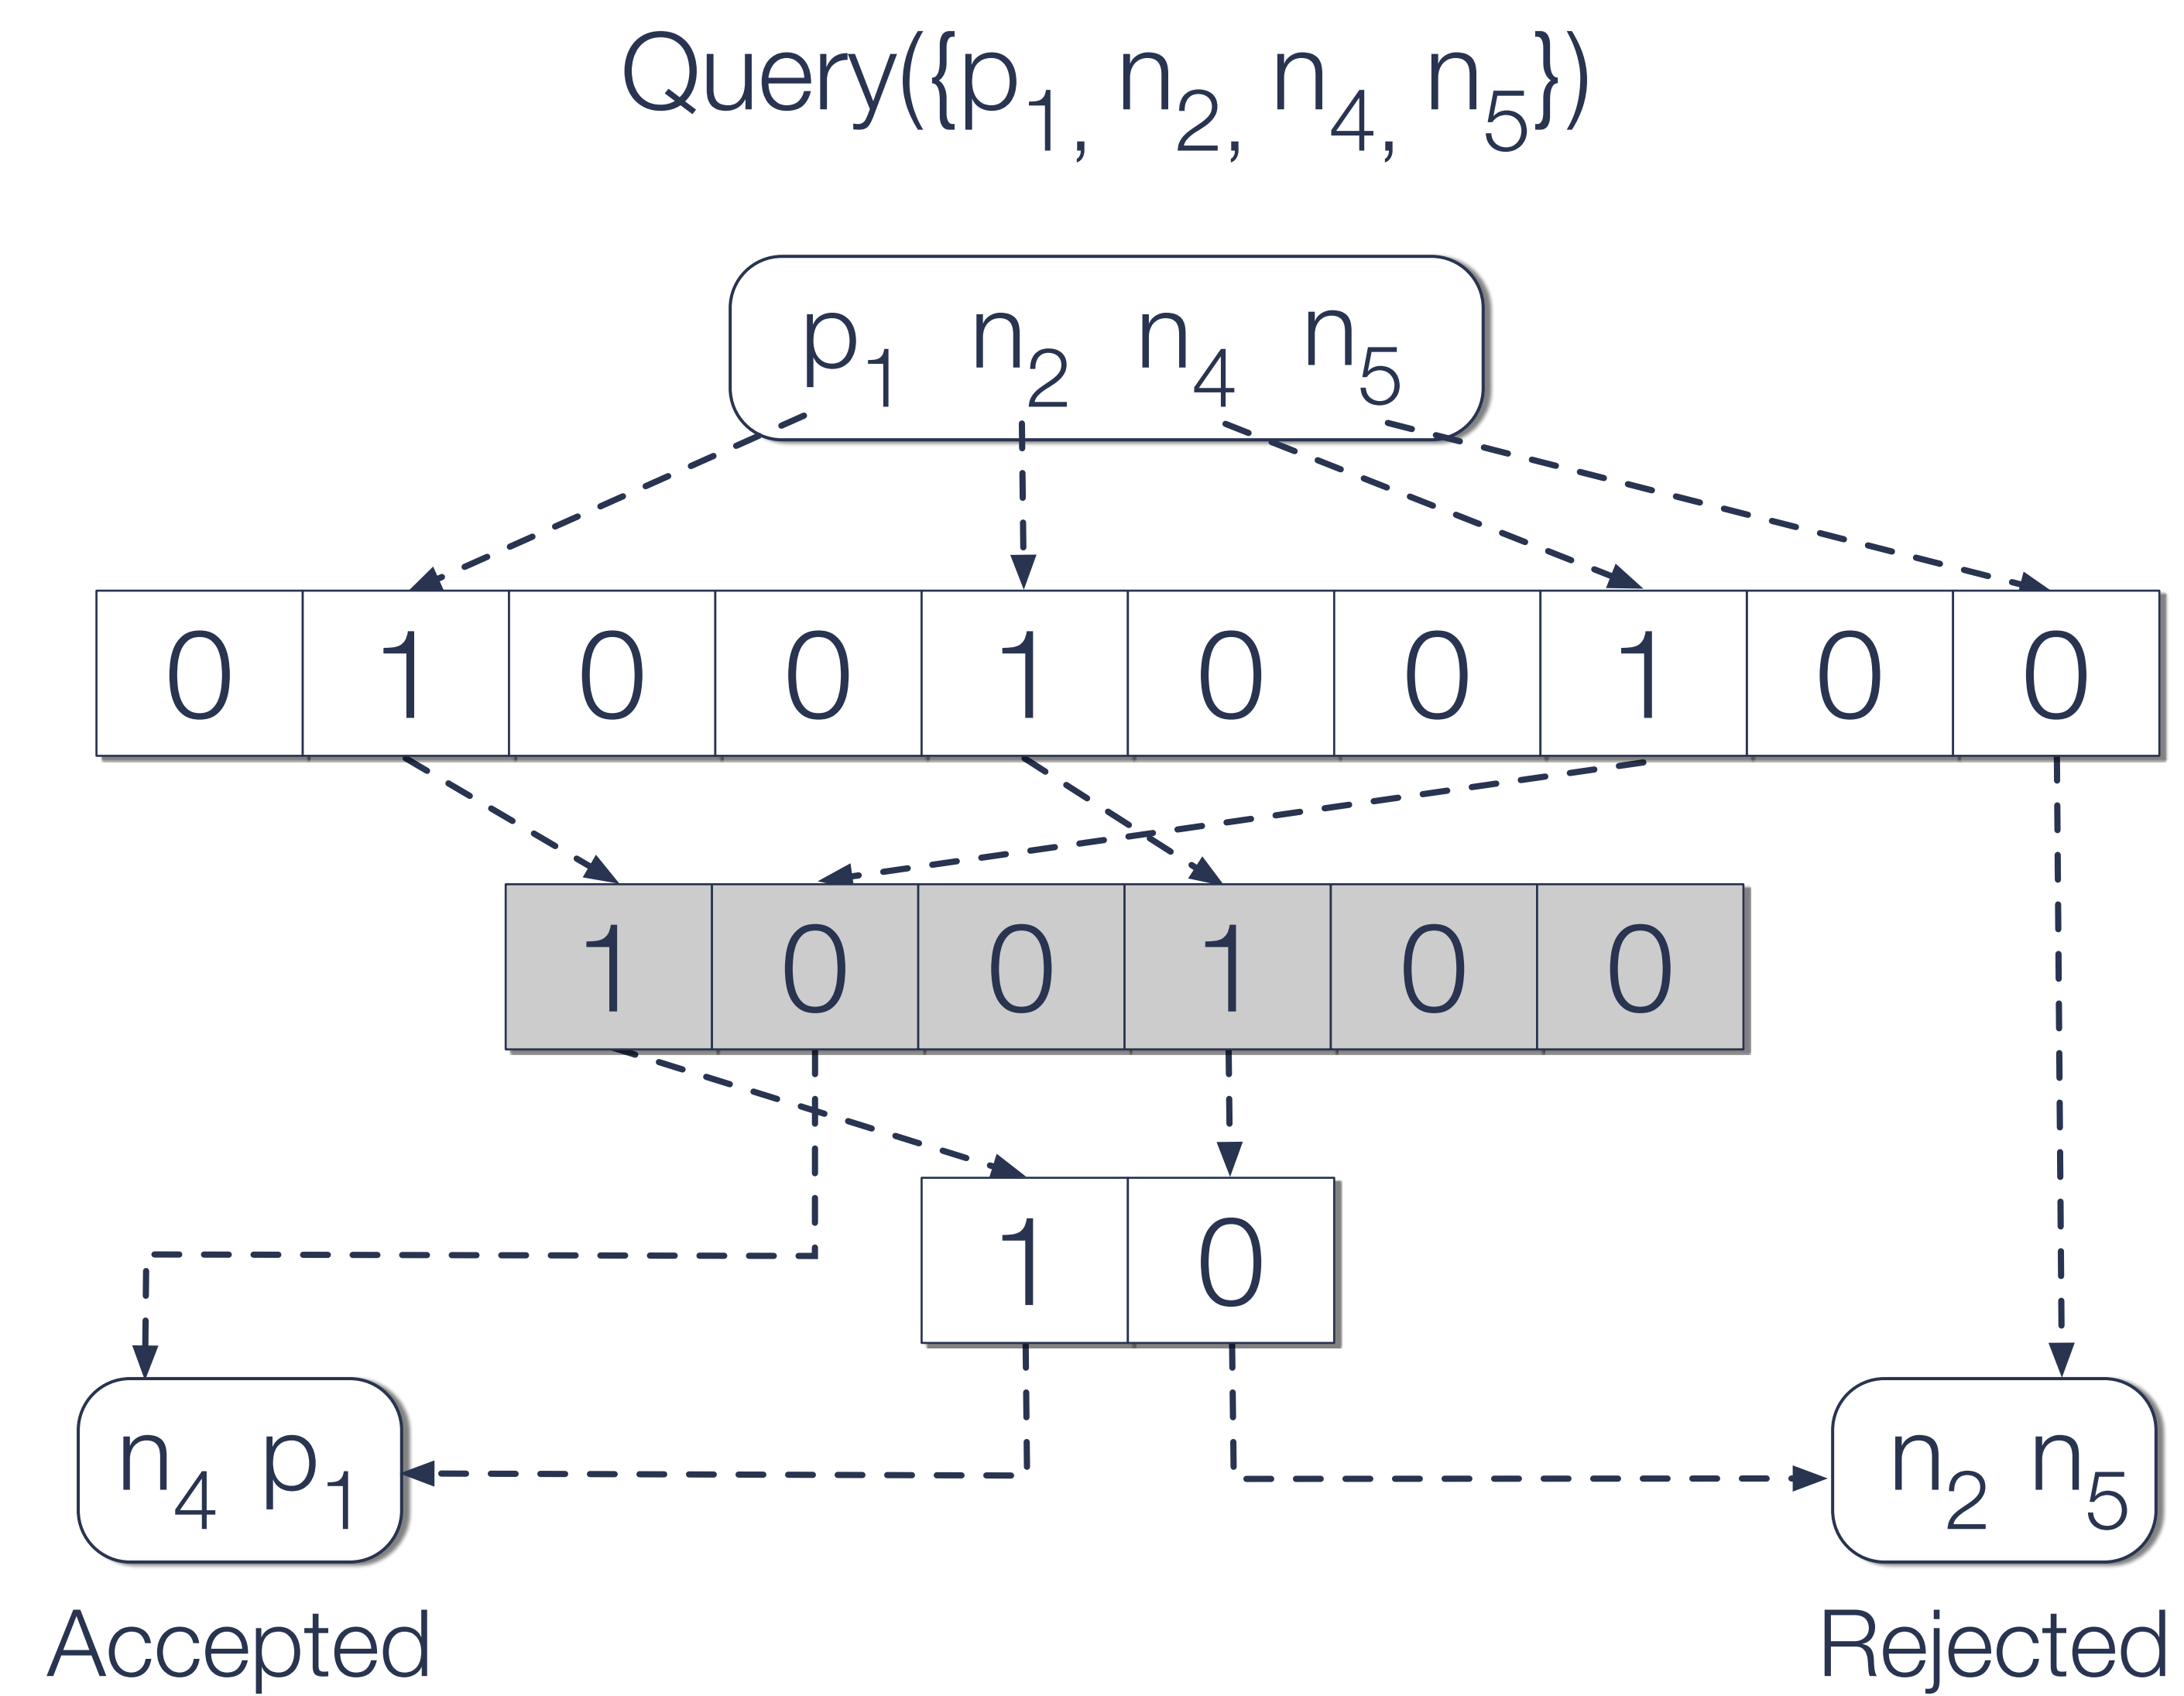 Query({p1, n2, n4, n5})
p1 n2 n4 n5
0 1 0 0 1 0 0 1 0 0
1 0 0 1 0 0
1 0
n4 p1 n2 n5
Accepted Rejected